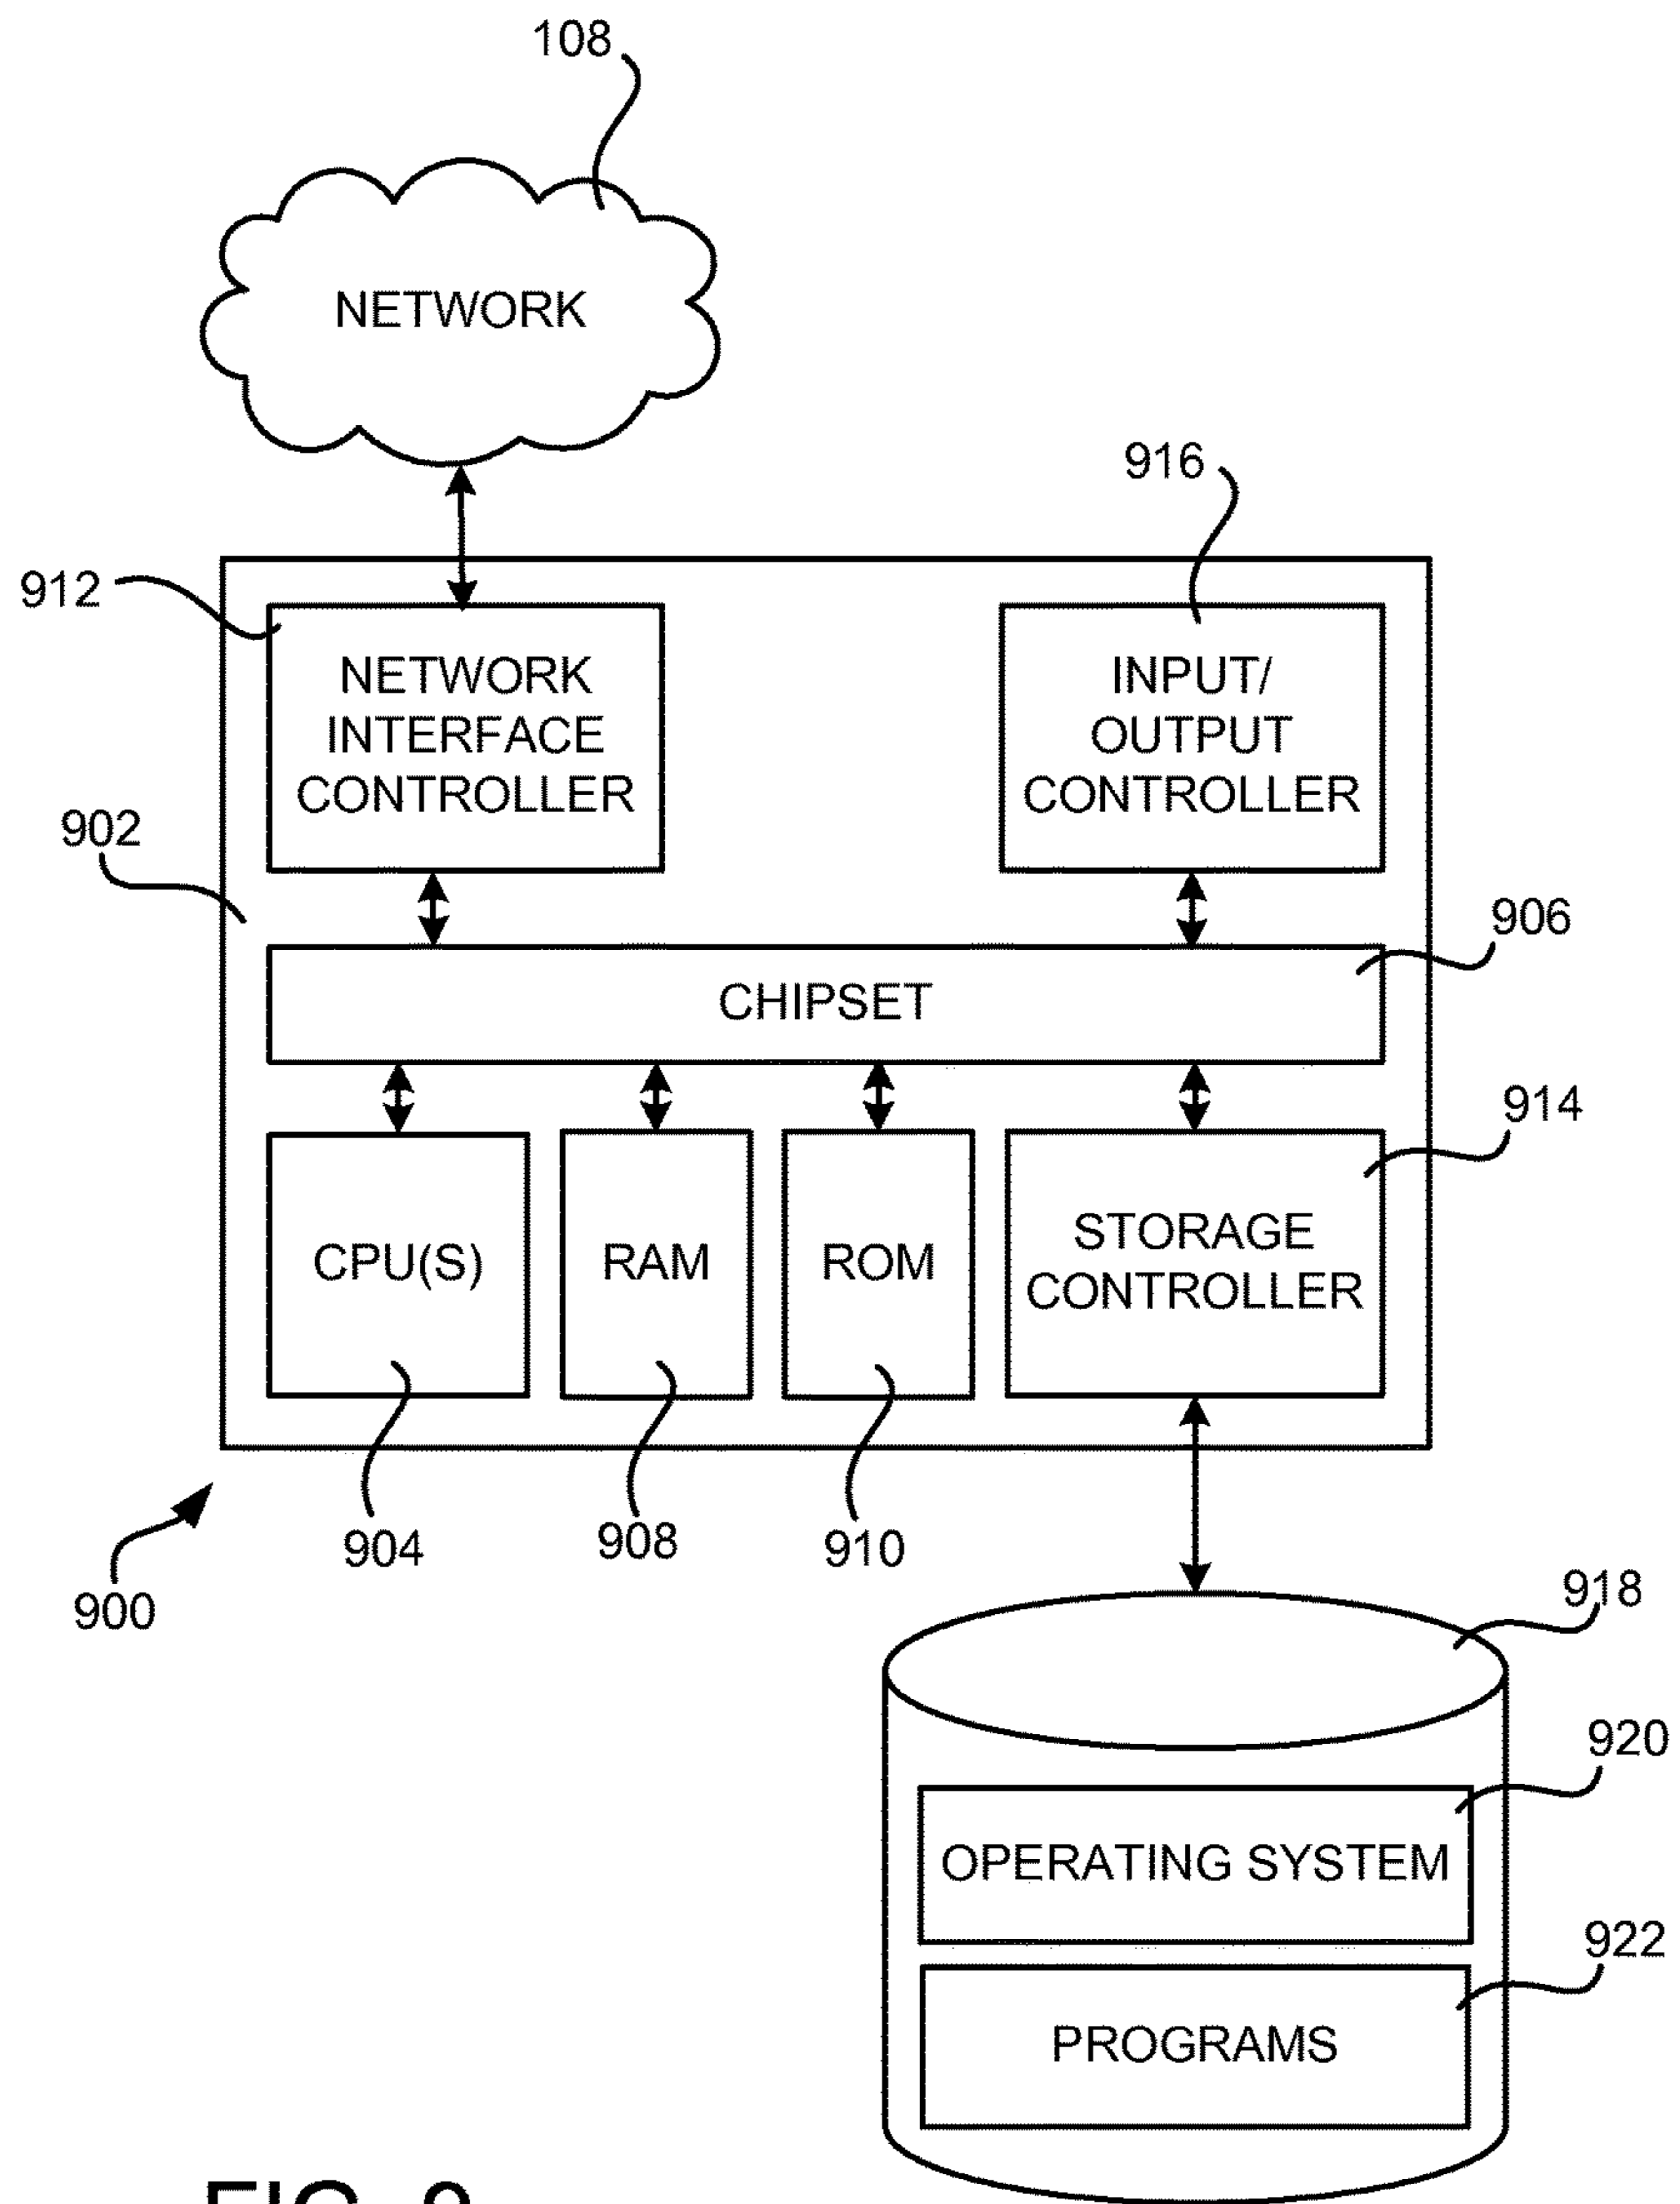 108
NETWORK
916
912
NETWORK
INTERFACE
CONTROLLER
INPUT/
OUTPUT
CONTROLLER
902
906
CHIPSET
914
CPU(S)
RAM
ROM
STORAGE
CONTROLLER
904
908
910
900
918
920
OPERATING SYSTEM
922
PROGRAMS